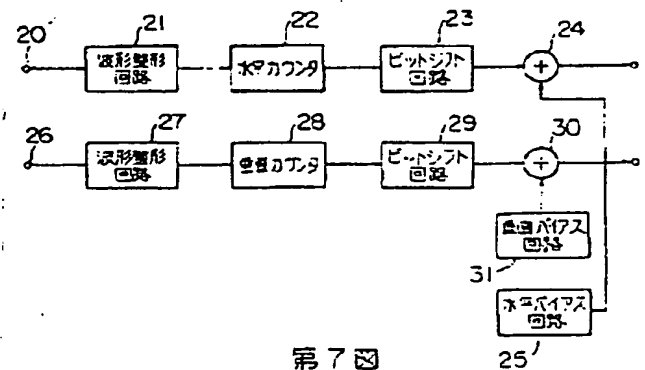 20
21
22
23
24
波形整形
回路
水平カウンタ
ビットシフト
回路
+
26
27
28
29
30
波形整形
回路
垂直カウンタ
ビットシフト
回路
+
垂直バイアス
回路
31
水平バイアス
回路
25
第7図